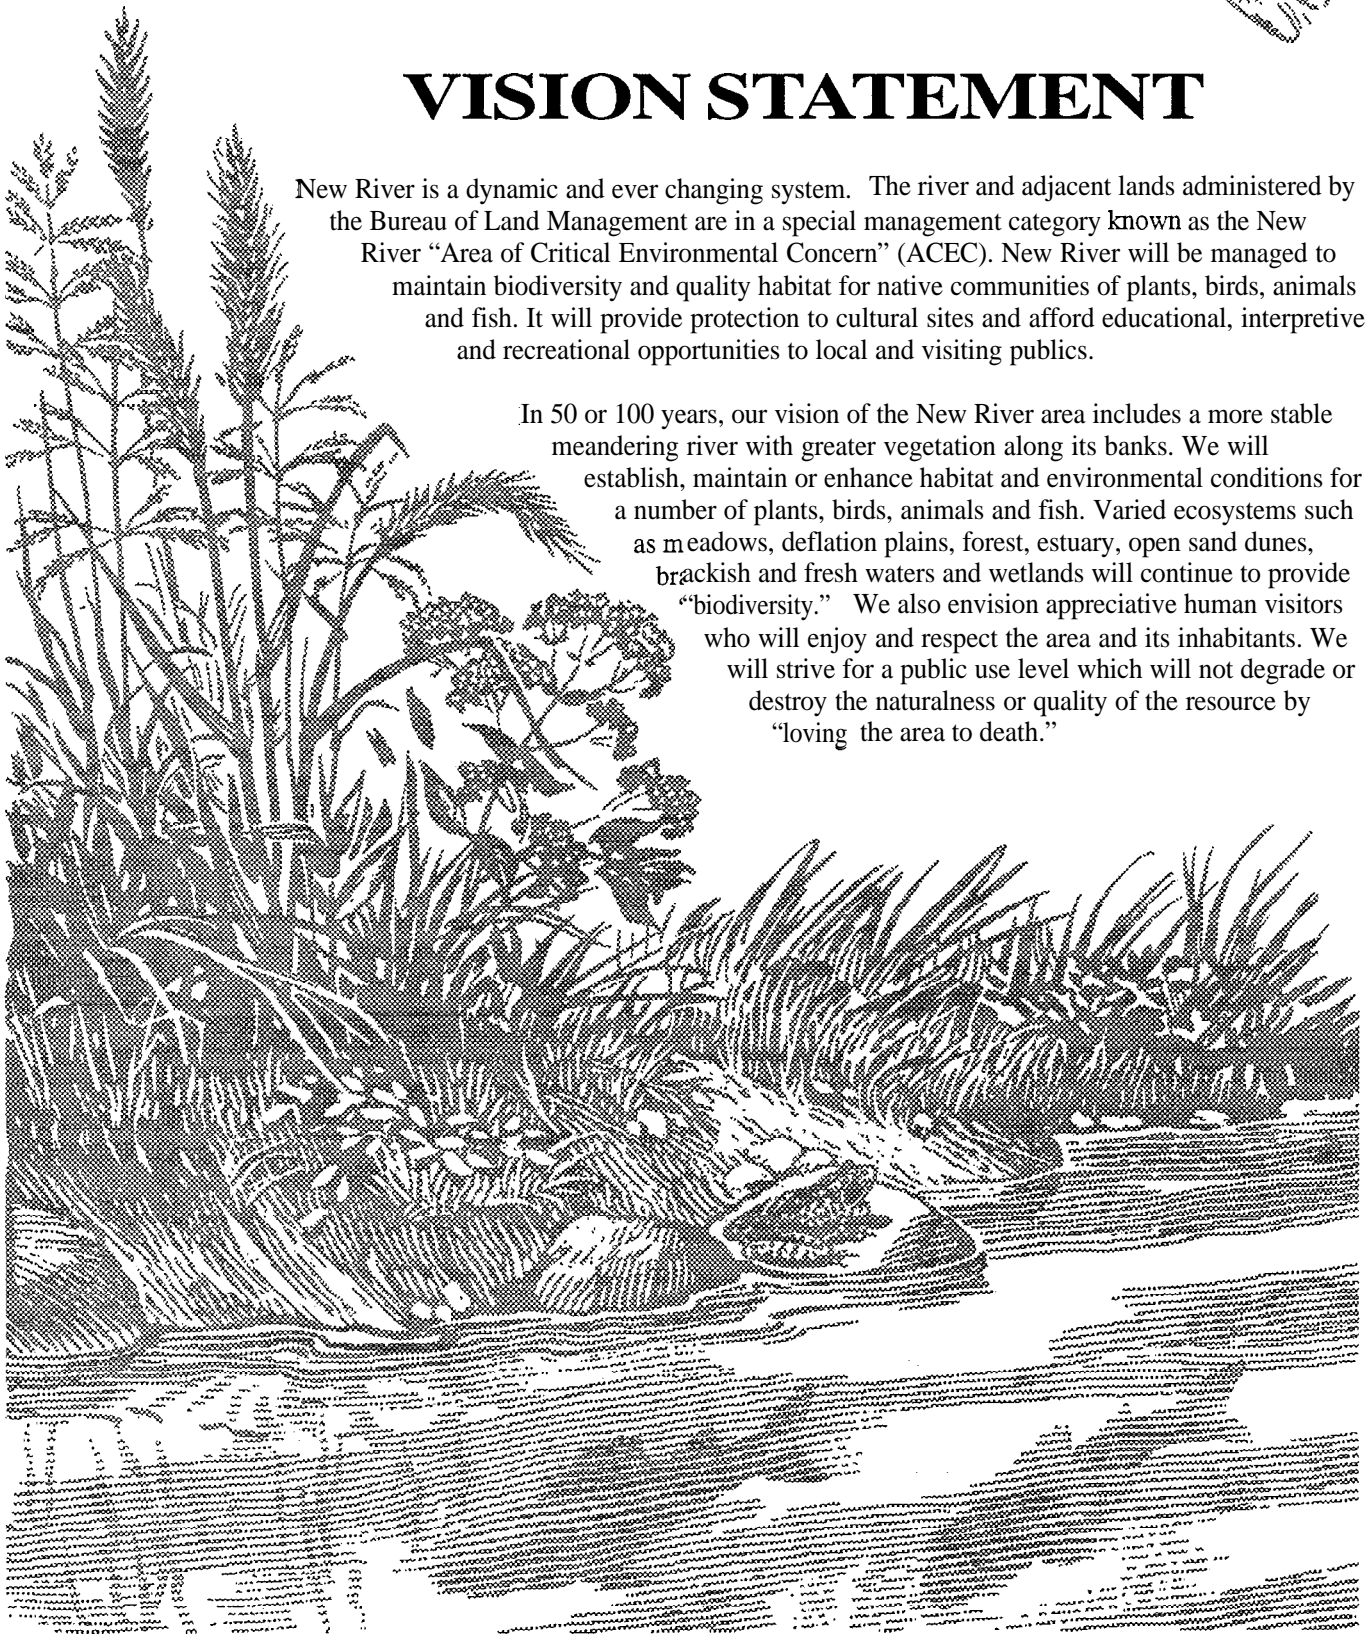 VISION STATEMENT
New River is a dynamic and ever changing system. The river and adjacent lands administered by
the Bureau of Land Management are in a special management category known as the New
River “Area of Critical Environmental Concern” (ACEC). New River will be managed to
maintain biodiversity and quality habitat for native communities of plants, birds, animals
and fish. It will provide protection to cultural sites and afford educational, interpretive
and recreational opportunities to local and visiting publics.
In 50 or 100 years, our vision of the New River area includes a more stable
meandering river with greater vegetation along its banks. We will
establish, maintain or enhance habitat and environmental conditions for
a number of plants, birds, animals and fish. Varied ecosystems such
as meadows, deflation plains, forest, estuary, open sand dunes,
brackish and fresh waters and wetlands will continue to provide
“biodiversity.” We also envision appreciative human visitors
who will enjoy and respect the area and its inhabitants. We
will strive for a public use level which will not degrade or
destroy the naturalness or quality of the resource by
“loving the area to death.”